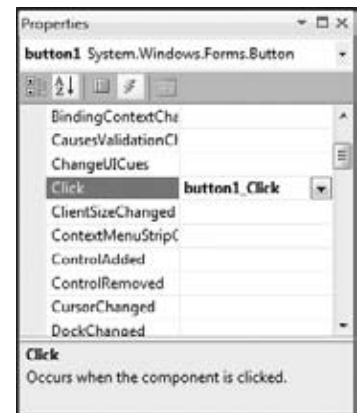 Properties
button1 System.Windows.Forms.Button
BindingContextCha
CausesValidationCl
ChangeUICues
Click button1_Click
ClientSizeChanged
ContextMenuStripC
ControlAdded
ControlRemoved
CursorChanged
DockChanged
Click
Occurs when the component is clicked.